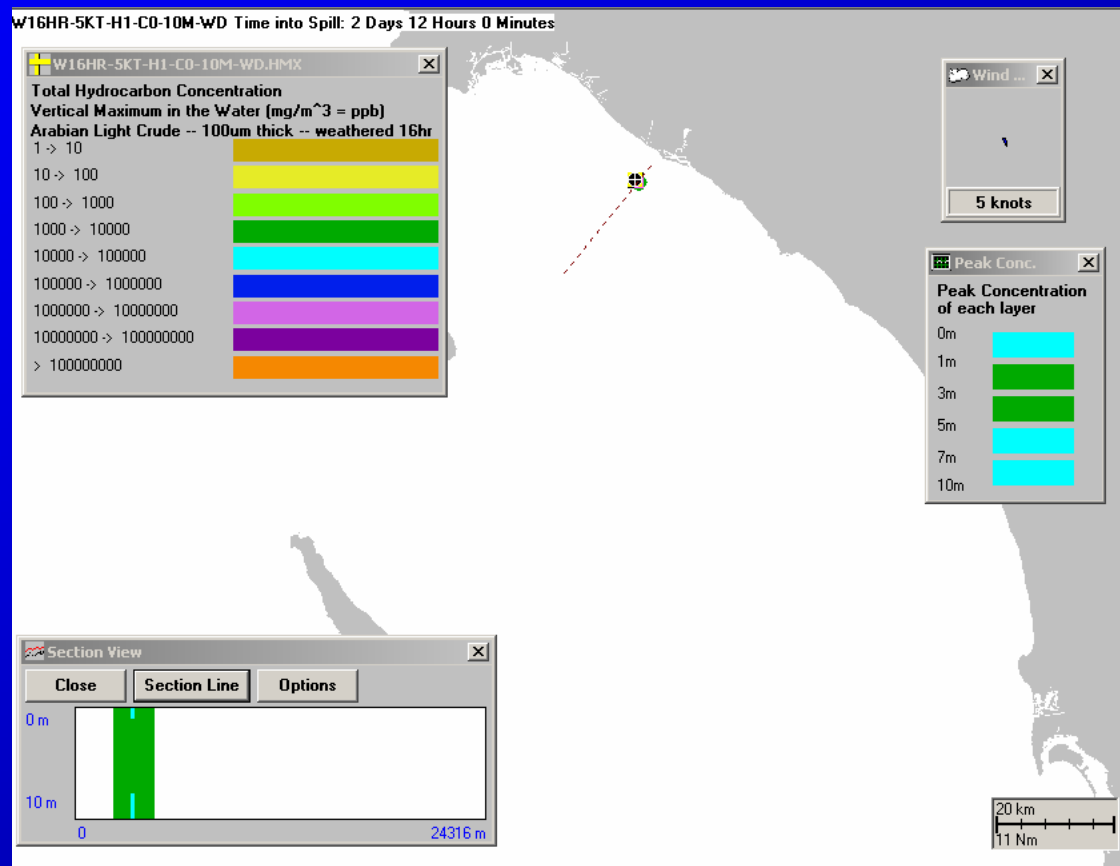 W16HR-5KT-H1-C0-10M-WD Time into Spill: 2 Days 12 Hours 0 Minutes
W16HR-5KT-H1-C0-10M-WD.HMX
Total Hydrocarbon Concentration
Vertical Maximum in the Water (mg/m^3 = ppb)
Arabian Light Crude -- 100um thick -- weathered 16hr
1 -> 10
10 -> 100
100 -> 1000
1000 -> 10000
10000 -> 100000
100000 -> 1000000
1000000 -> 10000000
10000000 -> 100000000
> 100000000
Wind ...
5 knots
Peak Conc.
Peak Concentration
of each layer
0m
1m
3m
5m
7m
10m
Section View
Close Section Line Options
0 m
10 m
0 24316 m
20 km
11 Nm